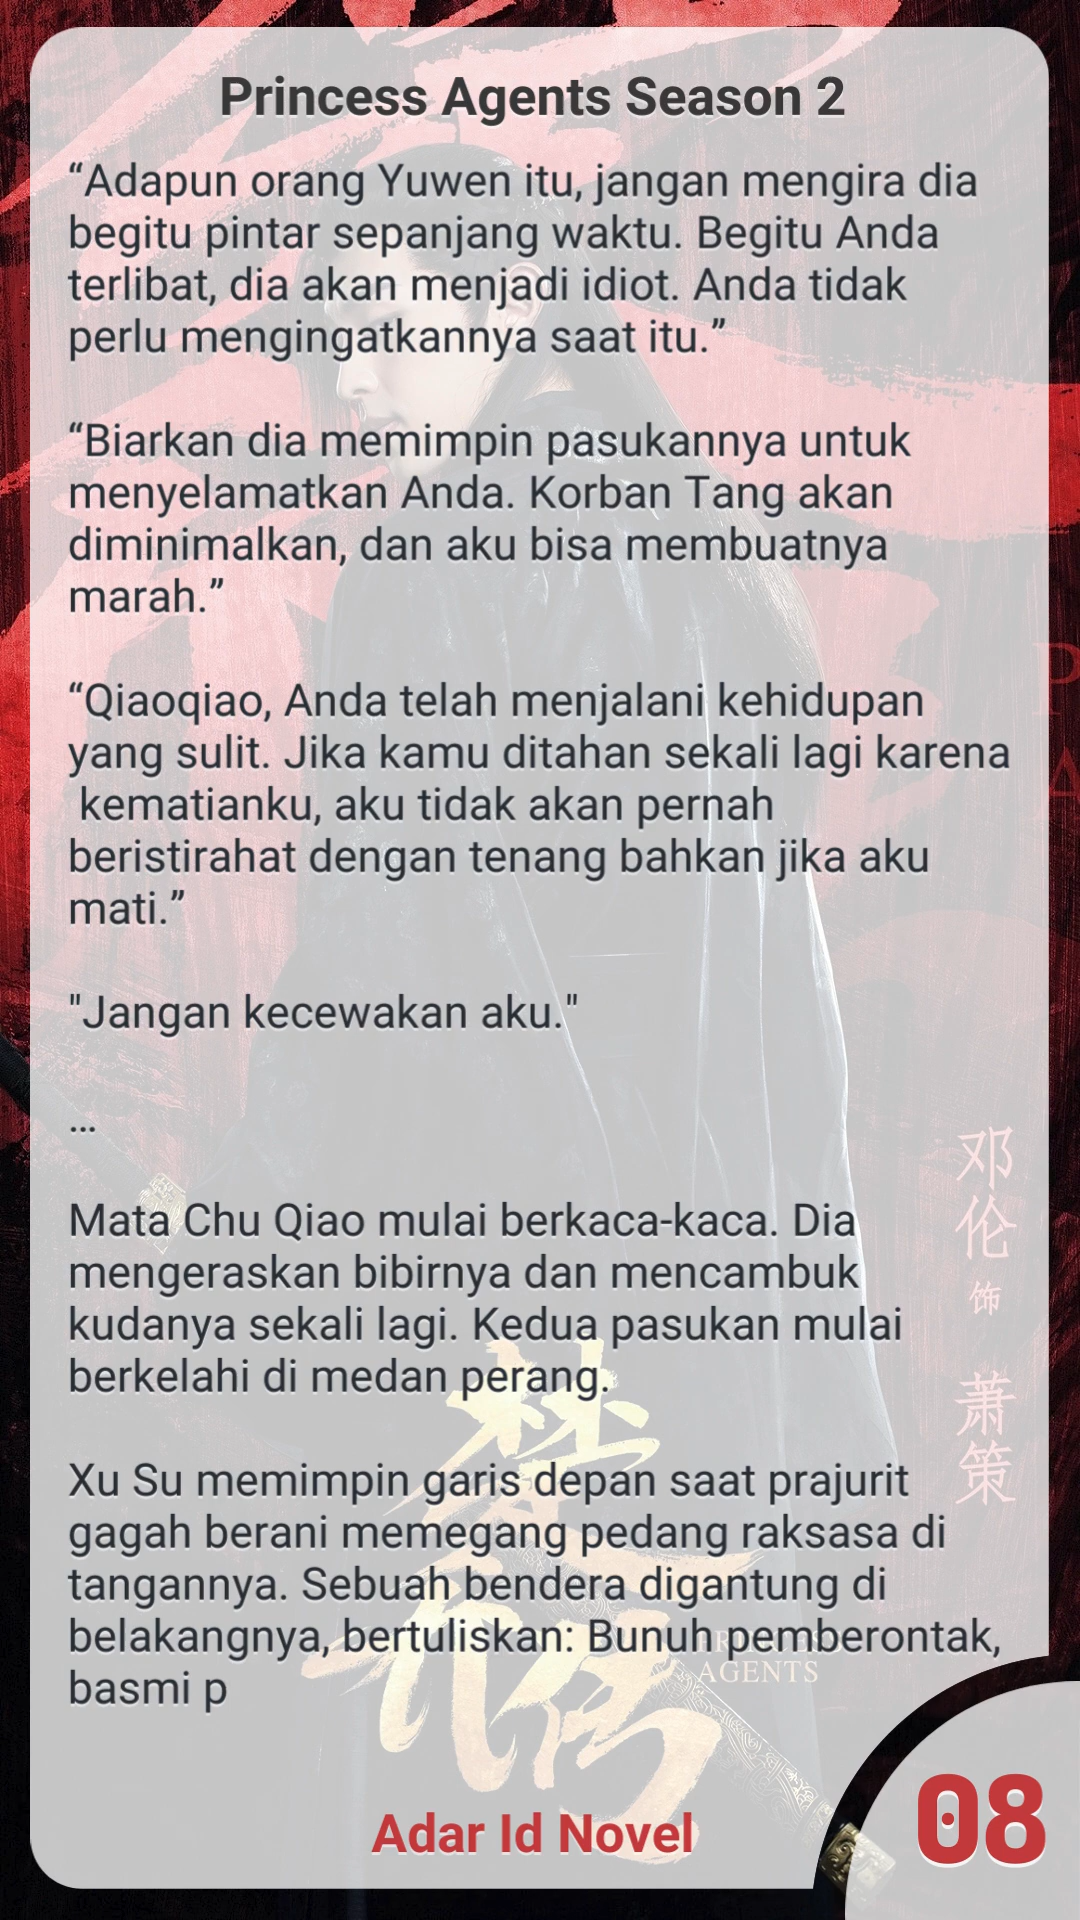 Princess Agents Season 2
“Adapun orang Yuwen itu, jangan mengira dia
begitu pintar sepanjang waktu. Begitu Anda
terlibat, dia akan menjadi idiot. Anda tidak
perlu mengingatkannya saat itu.”
“Biarkan dia memimpin pasukannya untuk
menyelamatkan Anda. Korban Tang akan
diminimalkan, dan aku bisa membuatnya
marah.”
“Qiaoqiao, Anda telah menjalani kehidupan
yang sulit. Jika kamu ditahan sekali lagi karena
kematianku, aku tidak akan pernah
beristirahat dengan tenang bahkan jika aku
mati.”
"Jangan kecewakan aku."
…
Mata Chu Qiao mulai berkaca-kaca. Dia
mengeraskan bibirnya dan mencambuk
kudanya sekali lagi. Kedua pasukan mulai
berkelahi di medan perang.
Xu Su memimpin garis depan saat prajurit
gagah berani memegang pedang raksasa di
tangannya. Sebuah bendera digantung di
belakangnya, bertuliskan: Bunuh pemberontak,
basmi p
邓伦 饰 萧策
楚乔传
PRINCESS
AGENTS
Adar Id Novel
08